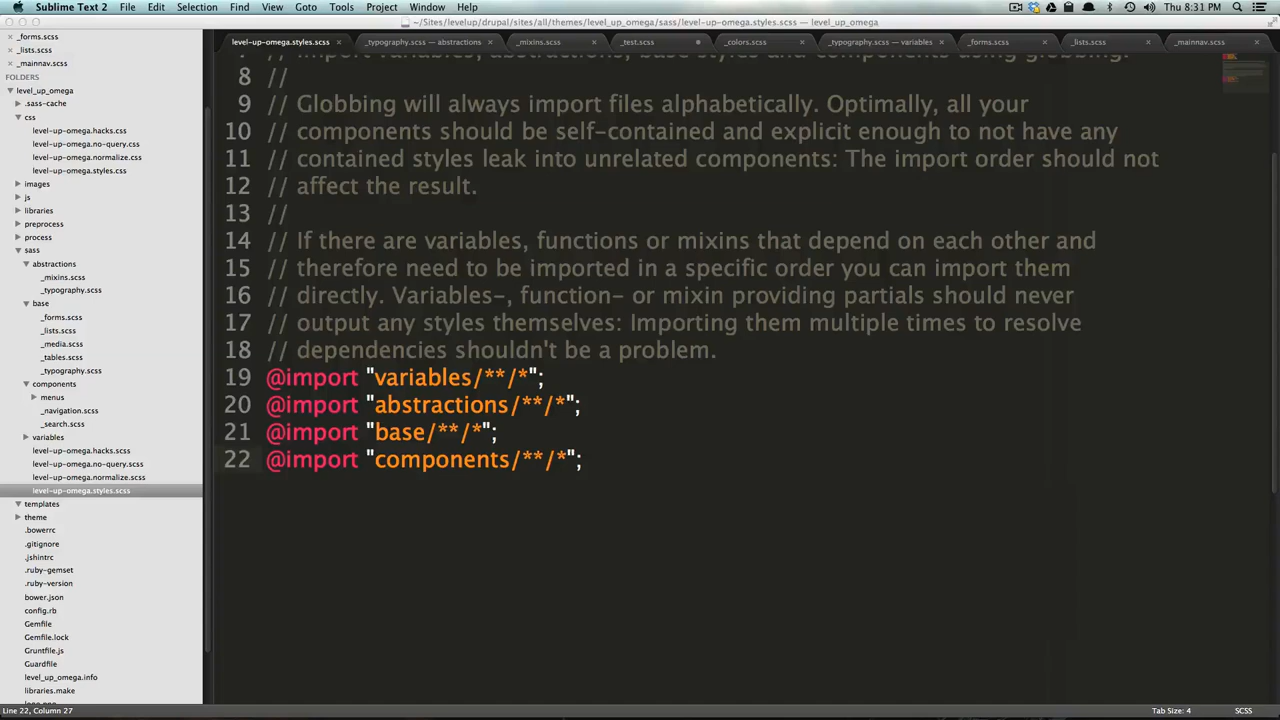 Sublime Text 2 File Edit Selection Find View Goto Tools Project Window Help Thu 8:31 PM
~/Sites/levelup/drupal/sites/all/themes/level_up_omega/sass/level-up-omega.styles.scss — level_up_omega
level-up-omega.styles.scss × _typography.scss — abstractions × _mixins.scss × _test.scss • _colors.scss × _typography.scss — variables × _forms.scss × _lists.scss × _mainnav.scss ×
× _forms.scss
× _lists.scss
× _mainnav.scss
FOLDERS
level_up_omega
.sass-cache
css
level-up-omega.hacks.css
level-up-omega.no-query.css
level-up-omega.normalize.css
level-up-omega.styles.css
images
js
libraries
preprocess
process
sass
abstractions
_mixins.scss
_typography.scss
base
_forms.scss
_lists.scss
_media.scss
_tables.scss
_typography.scss
components
menus
_navigation.scss
_search.scss
variables
level-up-omega.hacks.scss
level-up-omega.no-query.scss
level-up-omega.normalize.scss
level-up-omega.styles.scss
templates
theme
.bowerrc
.gitignore
.jshintrc
.ruby-gemset
.ruby-version
bower.json
config.rb
Gemfile
Gemfile.lock
Gruntfile.js
Guardfile
level_up_omega.info
libraries.make
7 // Import variables, abstractions, base styles and components using globbing.
8 //
9 // Globbing will always import files alphabetically. Optimally, all your
10 // components should be self-contained and explicit enough to not have any
11 // contained styles leak into unrelated components: The import order should not
12 // affect the result.
13 //
14 // If there are variables, functions or mixins that depend on each other and
15 // therefore need to be imported in a specific order you can import them
16 // directly. Variables-, function- or mixin providing partials should never
17 // output any styles themselves: Importing them multiple times to resolve
18 // dependencies shouldn't be a problem.
19 @import "variables/**/*";
20 @import "abstractions/**/*";
21 @import "base/**/*";
22 @import "components/**/*";
Line 22, Column 27 Tab Size: 4 SCSS